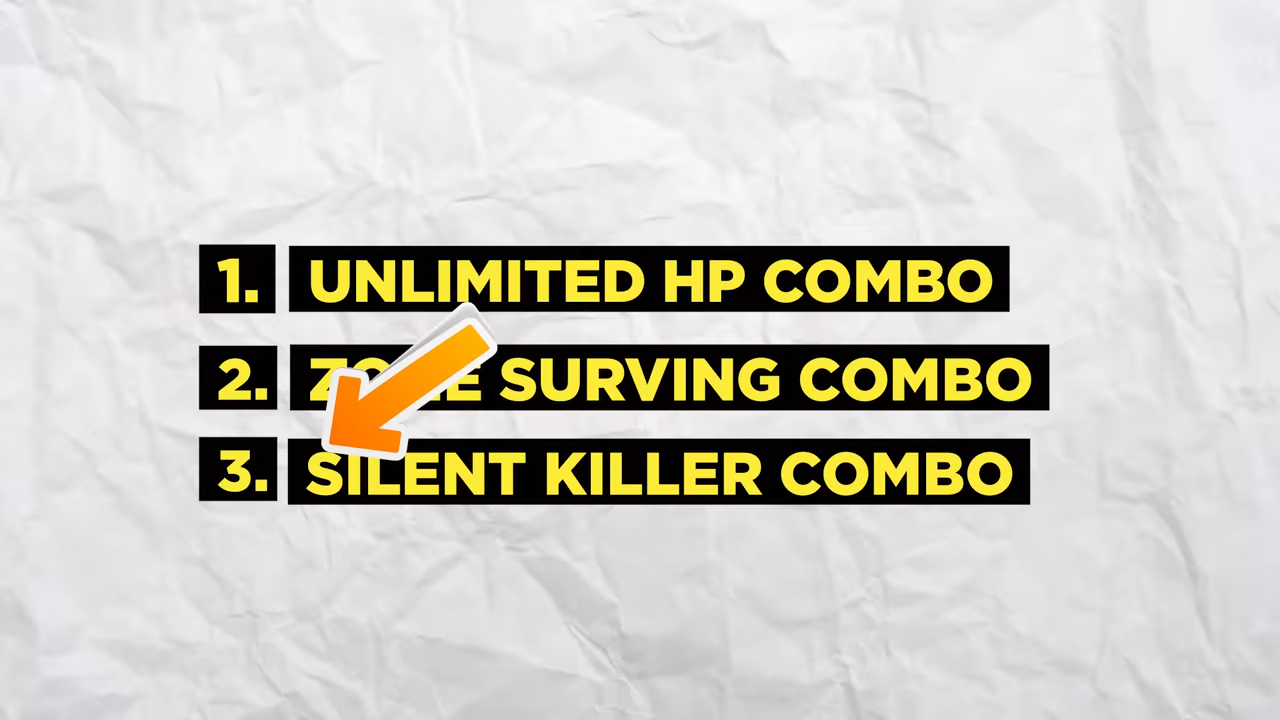 1. UNLIMITED HP COMBO
2. SURVING COMBO
3. SILENT KILLER COMBO